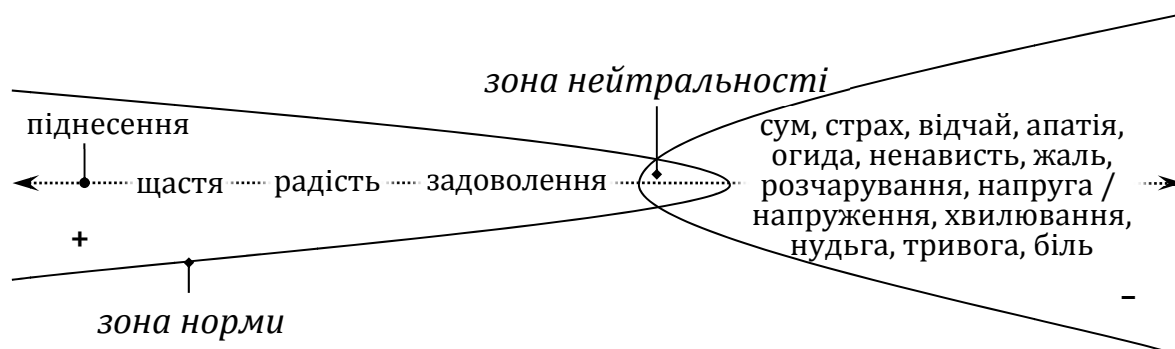 зона нейтральності
піднесення
щастя радість задоволення
сум, страх, відчай, апатія,
огида, ненависть, жаль,
розчарування, напруга /
напруження, хвилювання,
нудьга, тривога, біль
+
–
зона норми